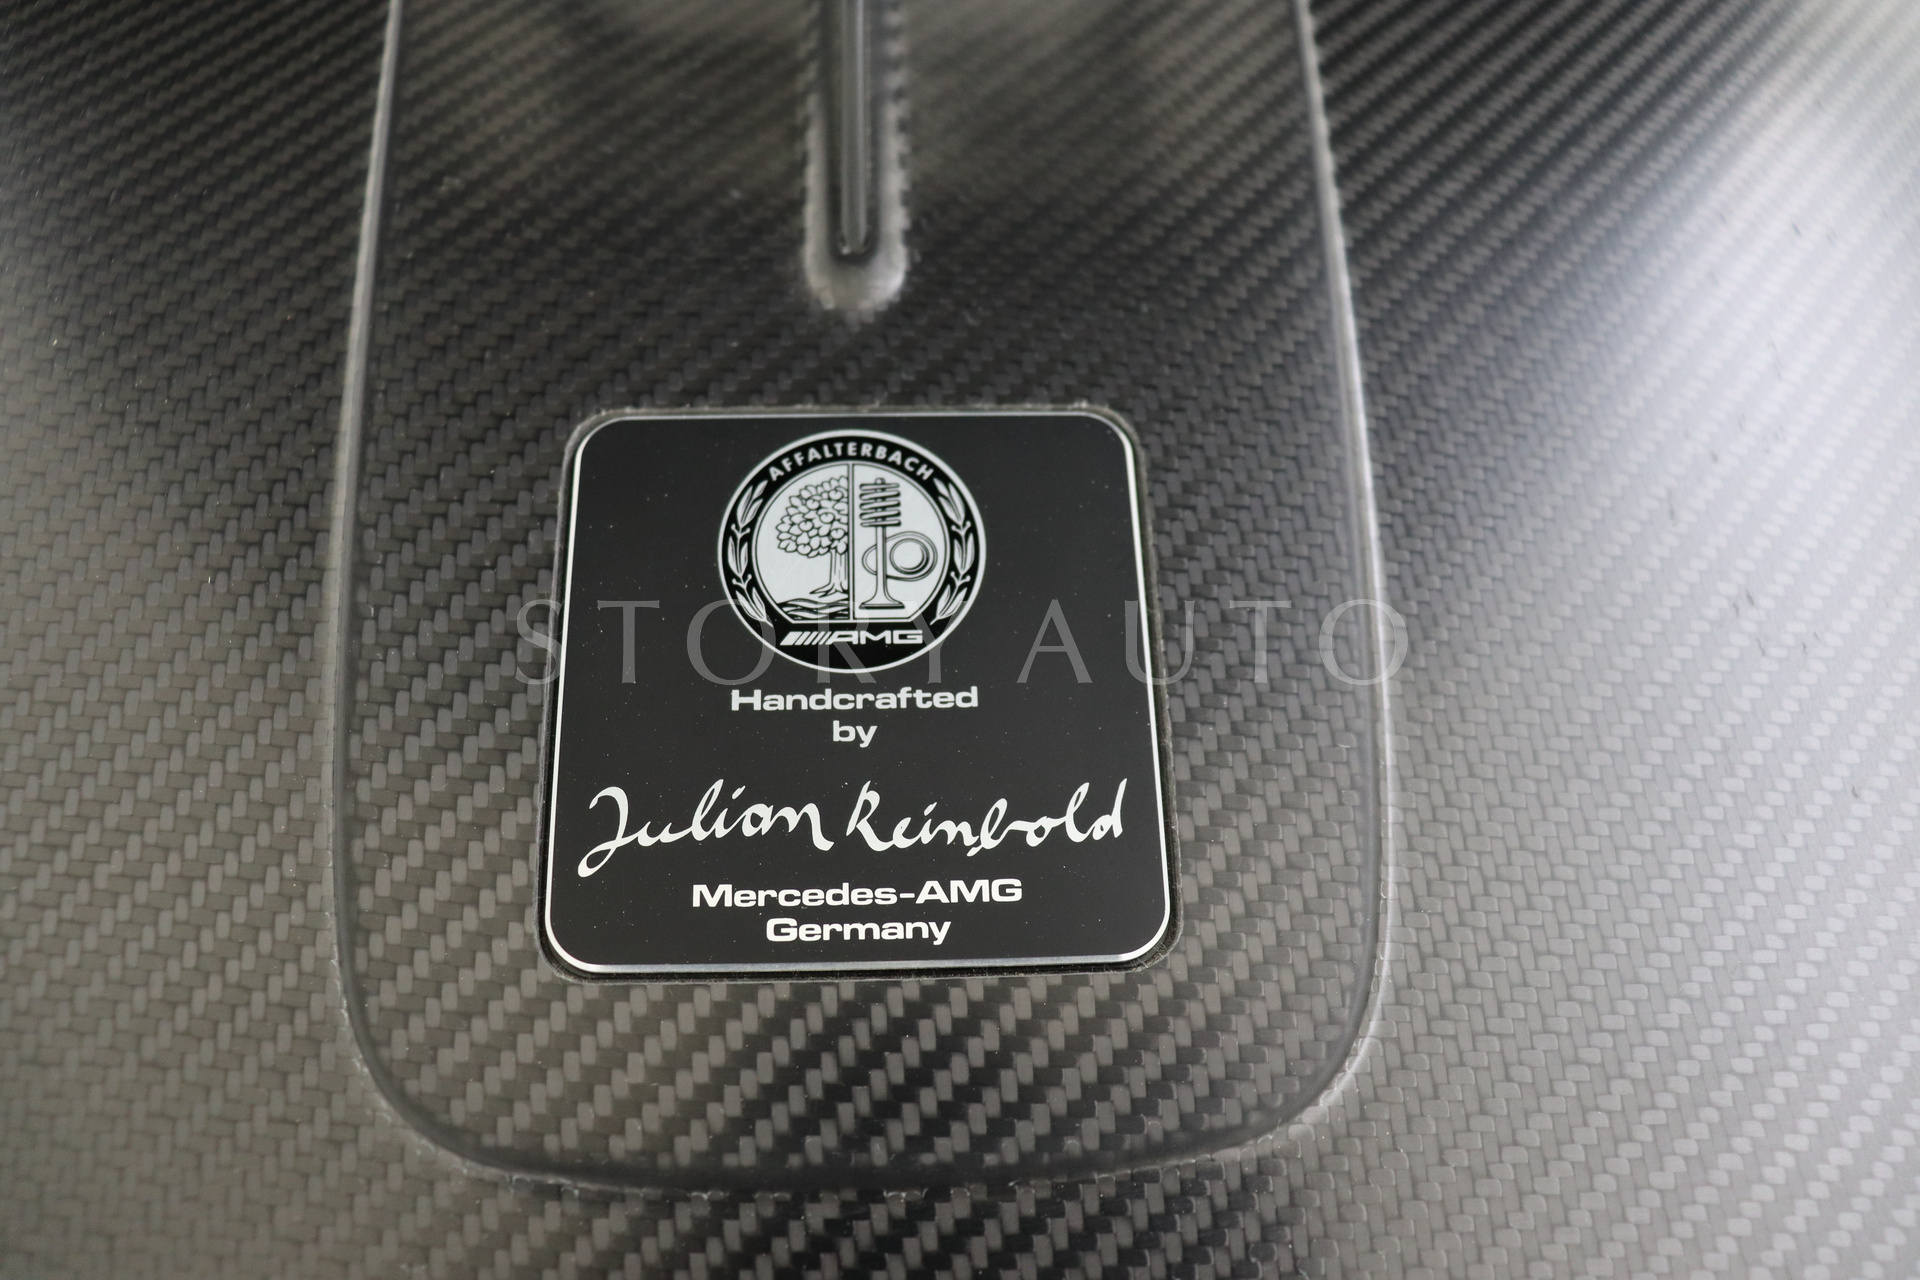 AFFALTERBACH
AMG
STORY AUTO
Handcrafted
by
Julian Reinbold
Mercedes-AMG
Germany